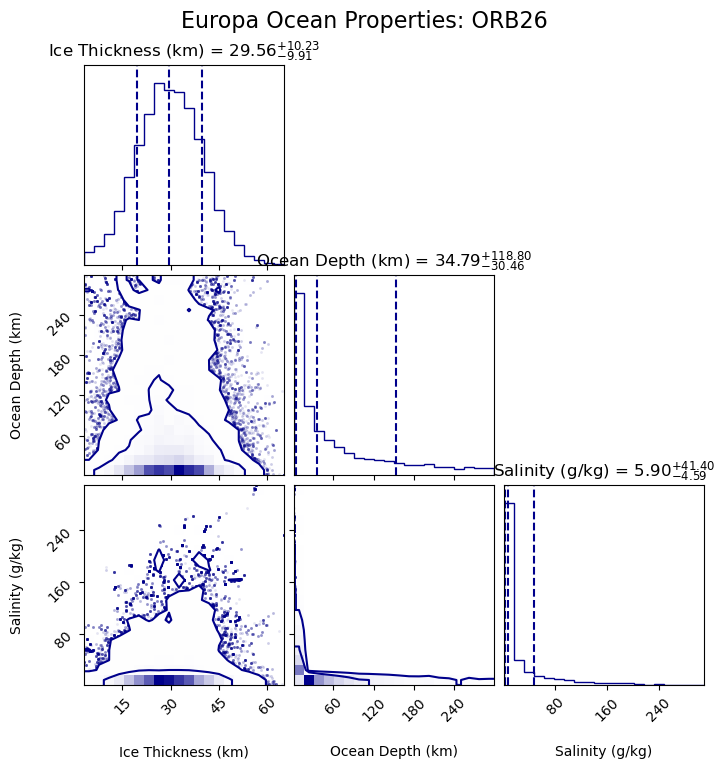 Europa Ocean Properties: ORB26
Ice Thickness (km) = 29.56+10.23−9.91
Ocean Depth (km) = 34.79+118.80−30.46
Ocean Depth (km)
240
180
120
60
Salinity (g/kg) = 5.90+41.40−4.59
Salinity (g/kg)
240
160
80
15 30 45 60 60 120 180 240 80 160 240
Ice Thickness (km) Ocean Depth (km) Salinity (g/kg)